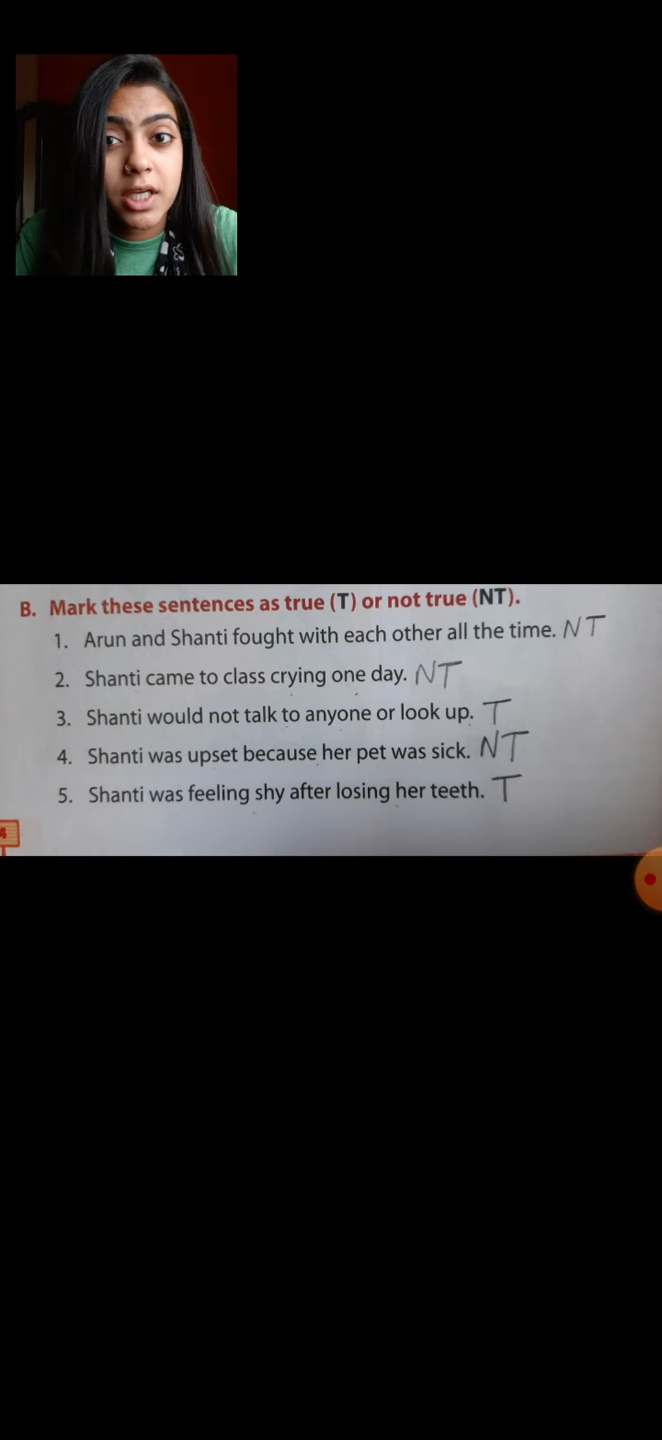 B. Mark these sentences as true (T) or not true (NT).
1. Arun and Shanti fought with each other all the time. NT
2. Shanti came to class crying one day. NT
3. Shanti would not talk to anyone or look up. T
4. Shanti was upset because her pet was sick. NT
5. Shanti was feeling shy after losing her teeth. T
4